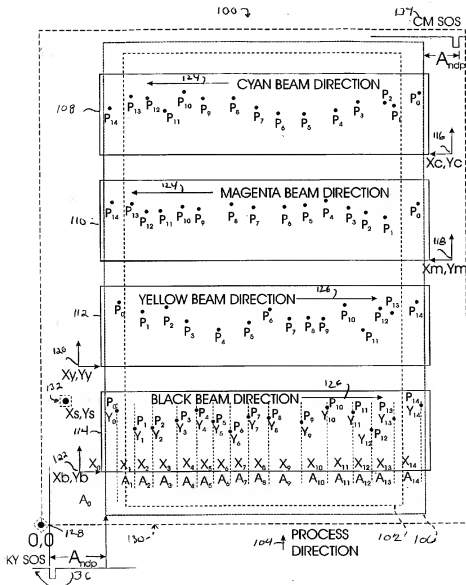 100
134
CM SOS
A ndp
124
CYAN BEAM DIRECTION
108
P14 P13 P12 P11 P10 P9 P8 P7 P6 P5 P4 P3 P2 P1 P0
116
Xc,Yc
124
MAGENTA BEAM DIRECTION
110
P14 P13 P12 P11 P10 P9 P8 P7 P6 P5 P4 P3 P2 P1 P0
118
Xm,Ym
YELLOW BEAM DIRECTION
126
112
P0 P1 P2 P3 P4 P5 P6 P7 P8 P9 P10 P11 P12 P13 P14
120
Xy,Yy
132
Xs,Ys
BLACK BEAM DIRECTION
126
114
P0 P1 P2 P3 P4 P5 P6 P7 P8 P9 P10 P11 P12 P13 P14
Y0 Y1 Y2 Y3 Y4 Y5 Y6 Y7 Y8 Y9 Y10 Y11 Y12 Y13 Y14
122
Xb,Yb
X0 X1 X2 X3 X4 X5 X6 X7 X8 X9 X10 X11 X12 X13 X14
A0 A1 A2 A3 A4 A5 A6 A7 A8 A9 A10 A11 A12 A13 A14
0,0
128
130
104
PROCESS
DIRECTION
102
106
KY SOS
A ndp
136